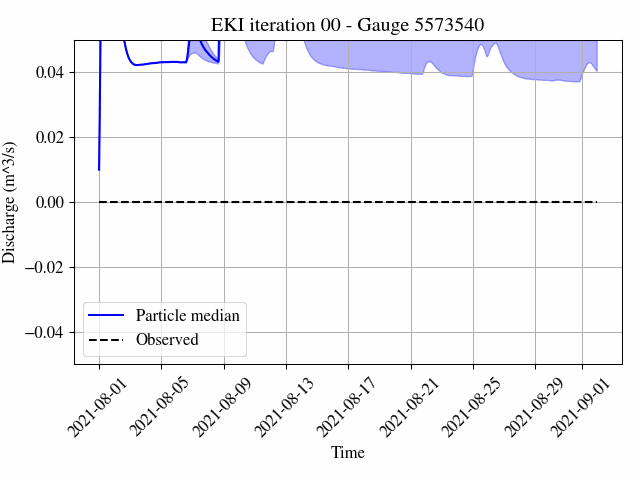 EKI iteration 00 - Gauge 5573540
Discharge (m^3/s)
0.04
0.02
0.00
−0.02
−0.04
Particle median
Observed
2021-08-01
2021-08-05
2021-08-09
2021-08-13
2021-08-17
2021-08-21
2021-08-25
2021-08-29
2021-09-01
Time